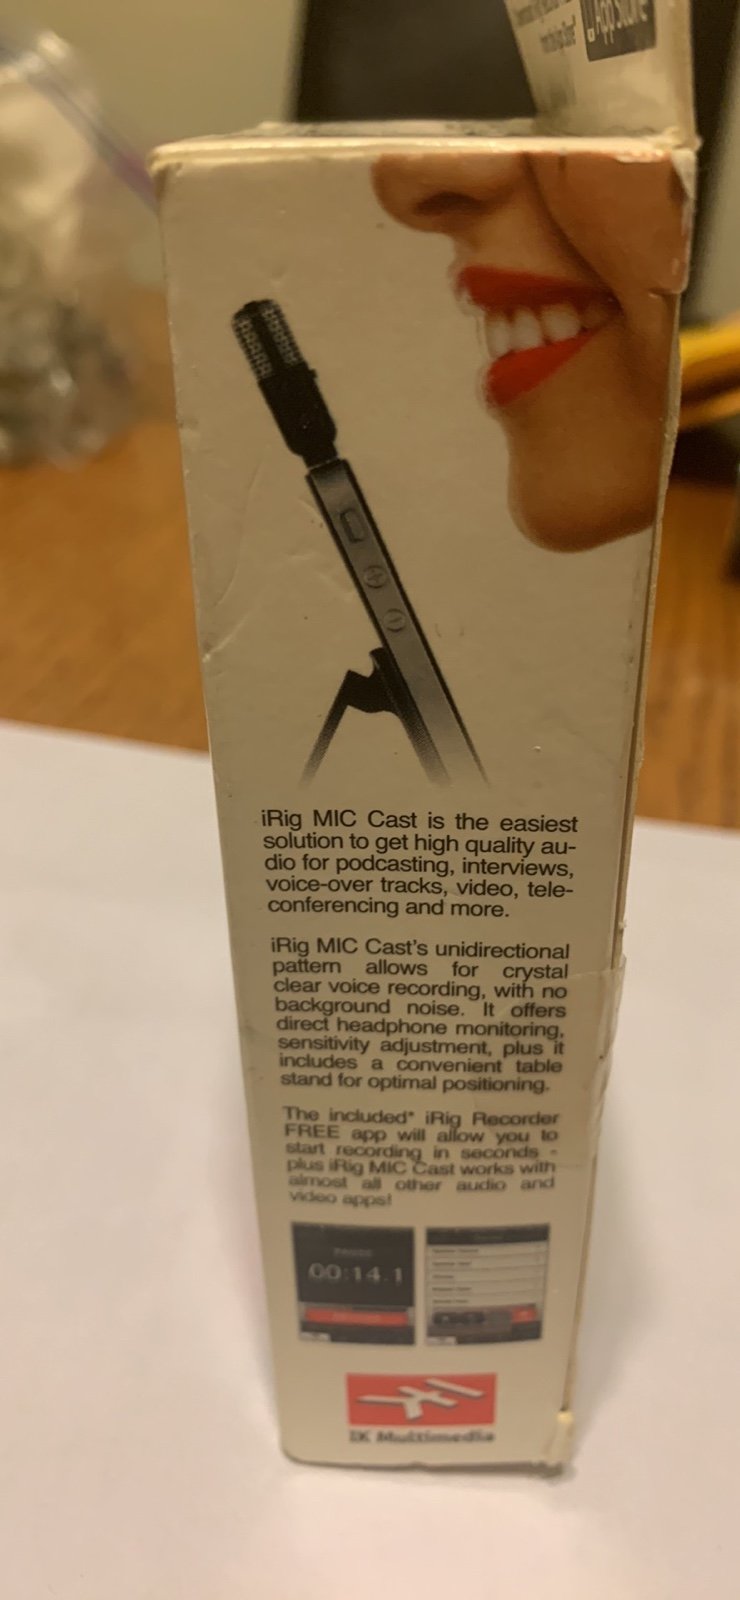 App Store
iRig MIC Cast is the easiest
solution to get high quality au-
dio for podcasting, interviews,
voice-over tracks, video, tele-
conferencing and more.
iRig MIC Cast's unidirectional
pattern allows for crystal
clear voice recording, with no
background noise. It offers
direct headphone monitoring,
sensitivity adjustment, plus it
includes a convenient table
stand for optimal positioning.
The included* iRig Recorder
FREE app will allow you to
start recording in seconds -
plus iRig MIC Cast works with
almost all other audio and
video apps!
00:14.1
IK Multimedia